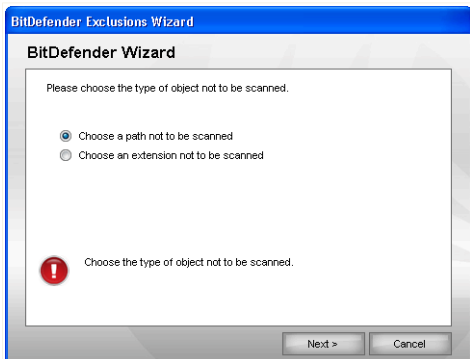 BitDefender Exclusions Wizard
BitDefender Wizard
Please choose the type of object not to be scanned.
Choose a path not to be scanned
Choose an extension not to be scanned
Choose the type of object not to be scanned.
Next >
Cancel